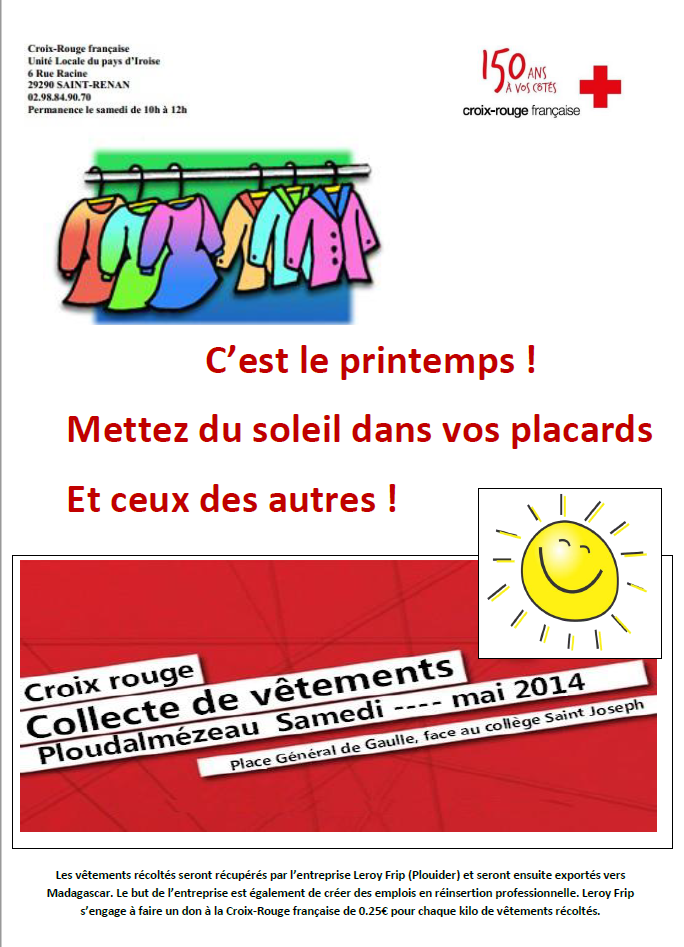 Croix-Rouge française
Unité Locale du pays d'Iroise
6 Rue Racine
29290 SAINT-RENAN
02.98.84.90.70
Permanence le samedi de 10h à 12h
150 ANS
À VOS CÔTÉS
croix-rouge française
C'est le printemps !
Mettez du soleil dans vos placards
Et ceux des autres !
Croix rouge
Collecte de vêtements
Ploudalmézeau Samedi ---- mai 2014
Place Général de Gaulle, face au collège Saint Joseph
Les vêtements récoltés seront récupérés par l'entreprise Leroy Frip (Plouider) et seront ensuite exportés vers
Madagascar. Le but de l'entreprise est également de créer des emplois en réinsertion professionnelle. Leroy Frip
s'engage à faire un don à la Croix-Rouge française de 0.25€ pour chaque kilo de vêtements récoltés.